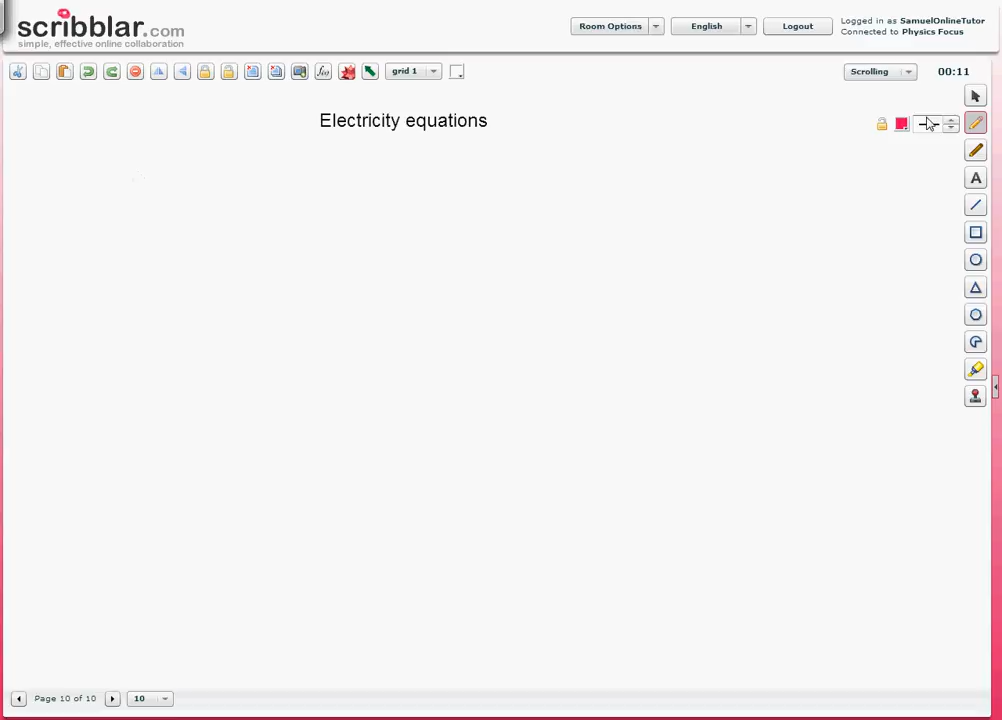 scribblar.com
simple, effective online collaboration
Room Options
English
Logout
Logged in as SamuelOnlineTutor
Connected to Physics Focus
f(x)
grid 1
Scrolling
00:11
Electricity equations
A
Page 10 of 10
10